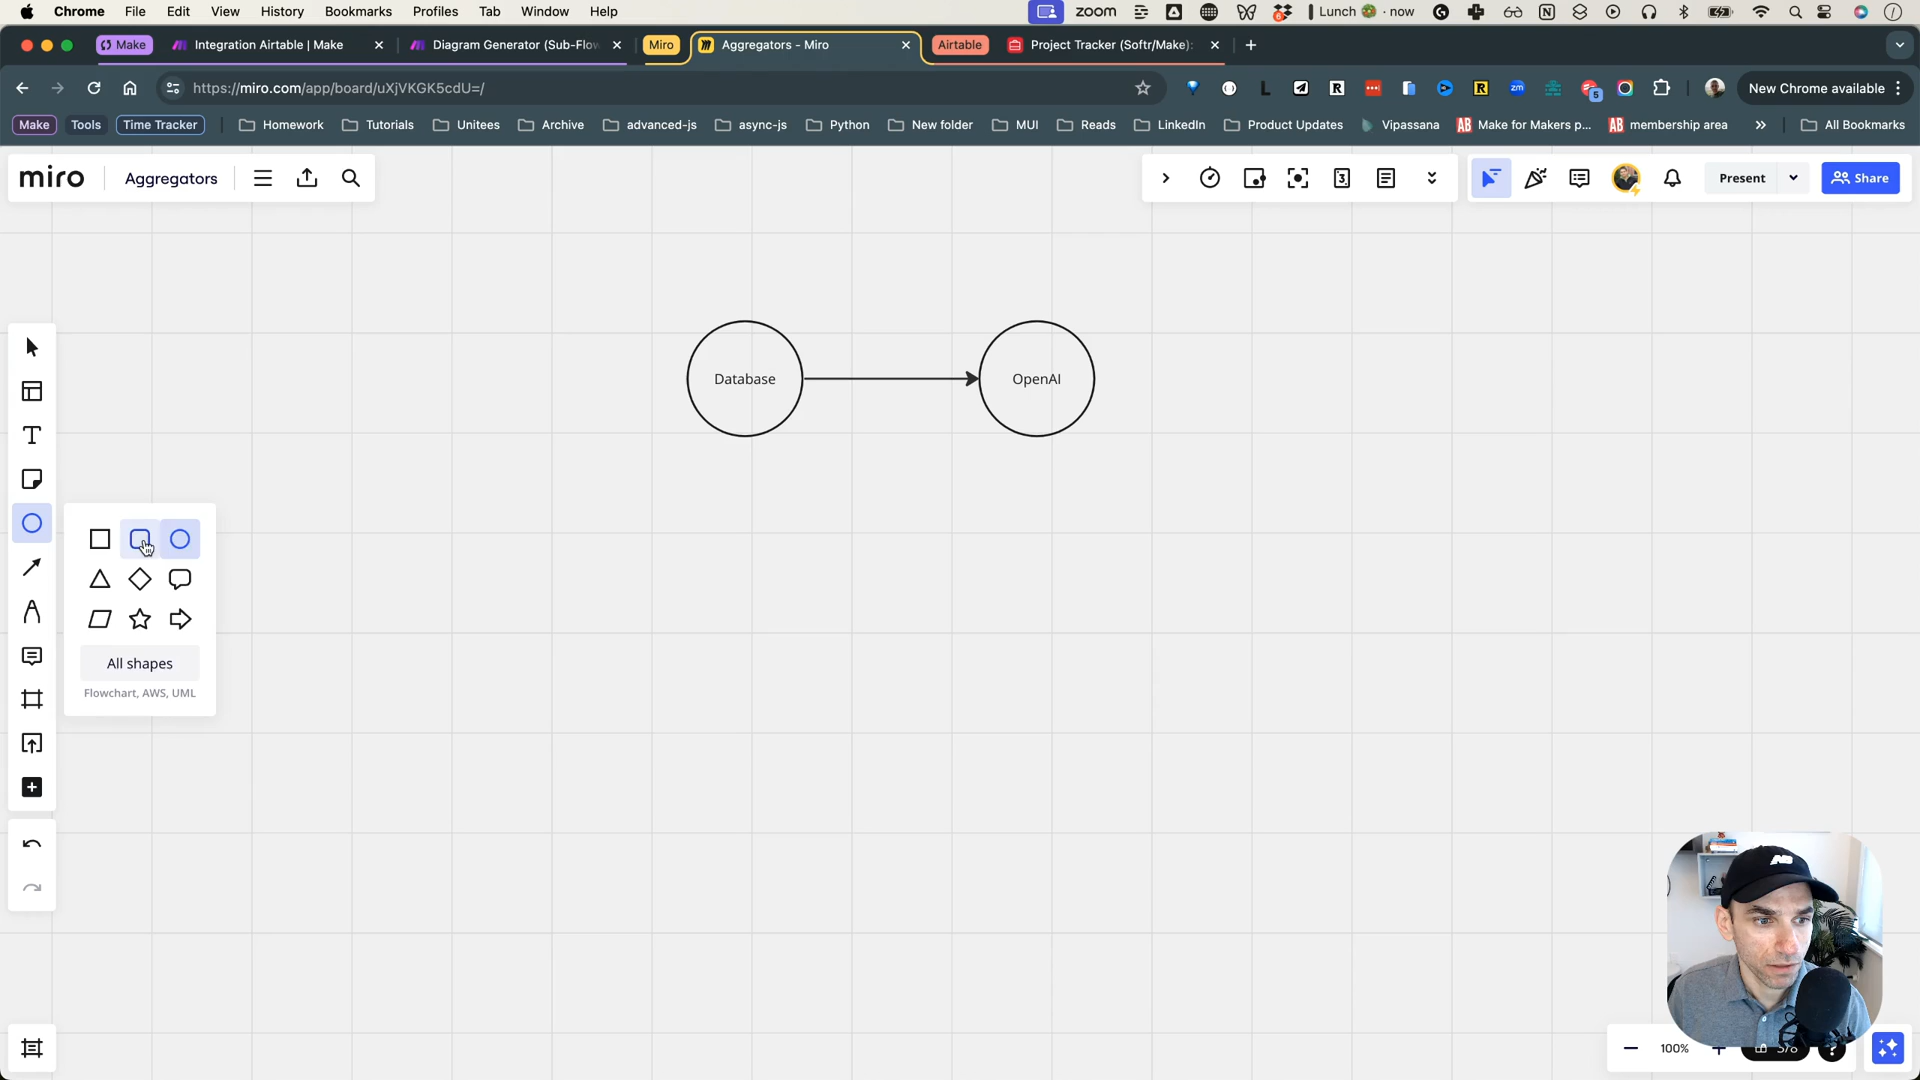 Chrome File Edit View History Bookmarks Profiles Tab Window Help
zoom
Lunch · now
Make
Integration Airtable | Make
Diagram Generator (Sub-Flow
Miro
Aggregators - Miro
Airtable
Project Tracker (Softr/Make):
https://miro.com/app/board/uXjVKGK5cdU=/
New Chrome available
Make Tools Time Tracker Homework Tutorials Unitees Archive advanced-js async-js Python New folder MUI Reads LinkedIn Product Updates Vipassana Make for Makers p... membership area » All Bookmarks
miro
Aggregators
Present
Share
Database
OpenAI
All shapes
Flowchart, AWS, UML
100%